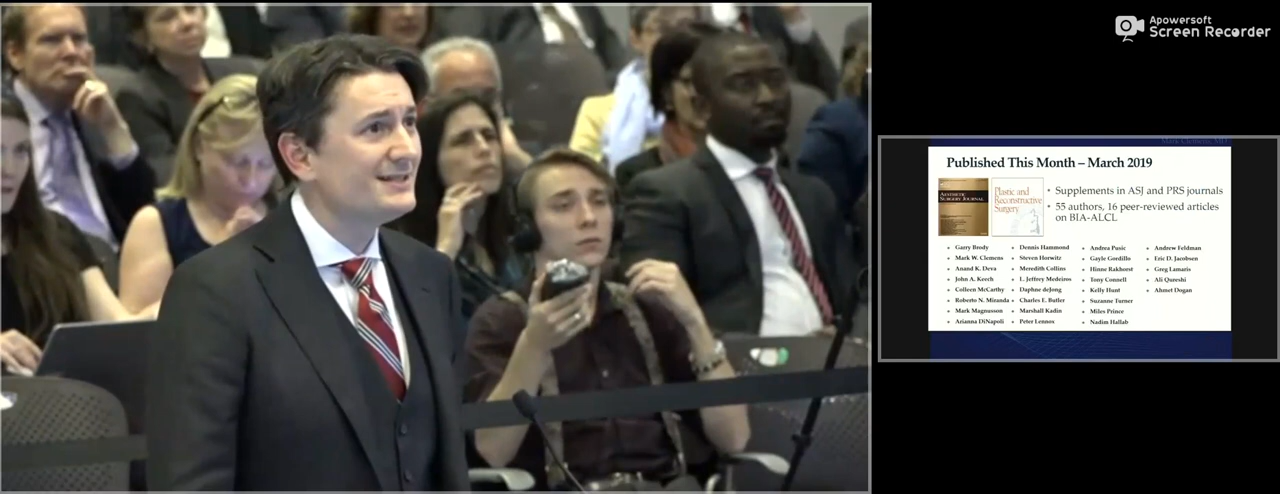 Apowersoft
Screen Recorder
Mark Clemens, MD
Published This Month – March 2019
AESTHETIC
SURGERY JOURNAL
Plastic and
Reconstructive
Surgery
• Supplements in ASJ and PRS journals
• 55 authors, 16 peer-reviewed articles
on BIA-ALCL
• Garry Brody
• Mark W. Clemens
• Anand K. Deva
• John A. Keech
• Colleen McCarthy
• Roberto N. Miranda
• Mark Magnusson
• Arianna DiNapoli
• Dennis Hammond
• Steven Horwitz
• Meredith Collins
• L. Jeffrey Medeiros
• Daphne deJong
• Charles E. Butler
• Marshall Kadin
• Peter Lennox
• Andrea Pusic
• Gayle Gordillo
• Hinne Rakhorst
• Tony Connell
• Kelly Hunt
• Suzanne Turner
• Miles Prince
• Nadim Hallab
• Andrew Feldman
• Eric D. Jacobsen
• Greg Lamaris
• Ali Qureshi
• Ahmet Dogan